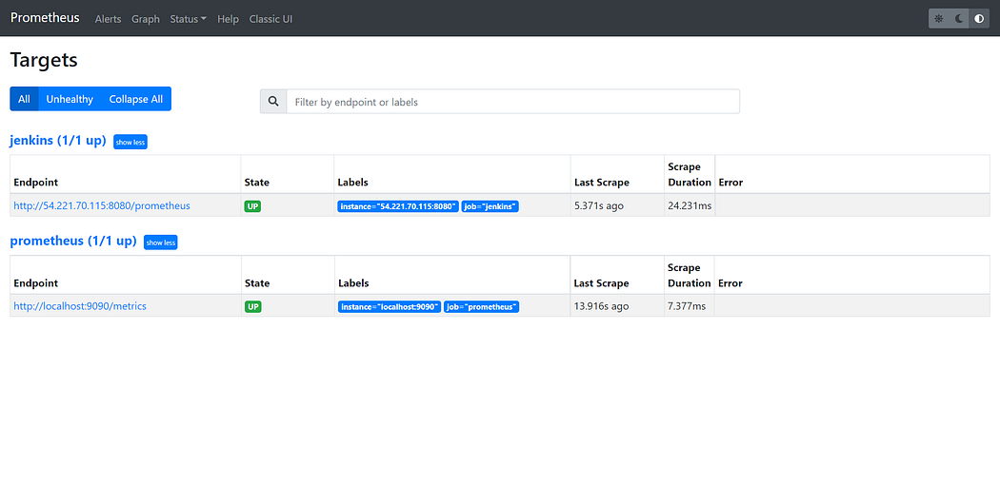 Prometheus Alerts Graph Status Help Classic UI
Targets
All Unhealthy Collapse All
Filter by endpoint or labels
jenkins (1/1 up) show less
Endpoint State Labels Last Scrape Scrape Duration Error
http://54.221.70.115:8080/prometheus UP instance="54.221.70.115:8080" job="jenkins" 5.371s ago 24.231ms
prometheus (1/1 up) show less
Endpoint State Labels Last Scrape Scrape Duration Error
http://localhost:9090/metrics UP instance="localhost:9090" job="prometheus" 13.916s ago 7.377ms